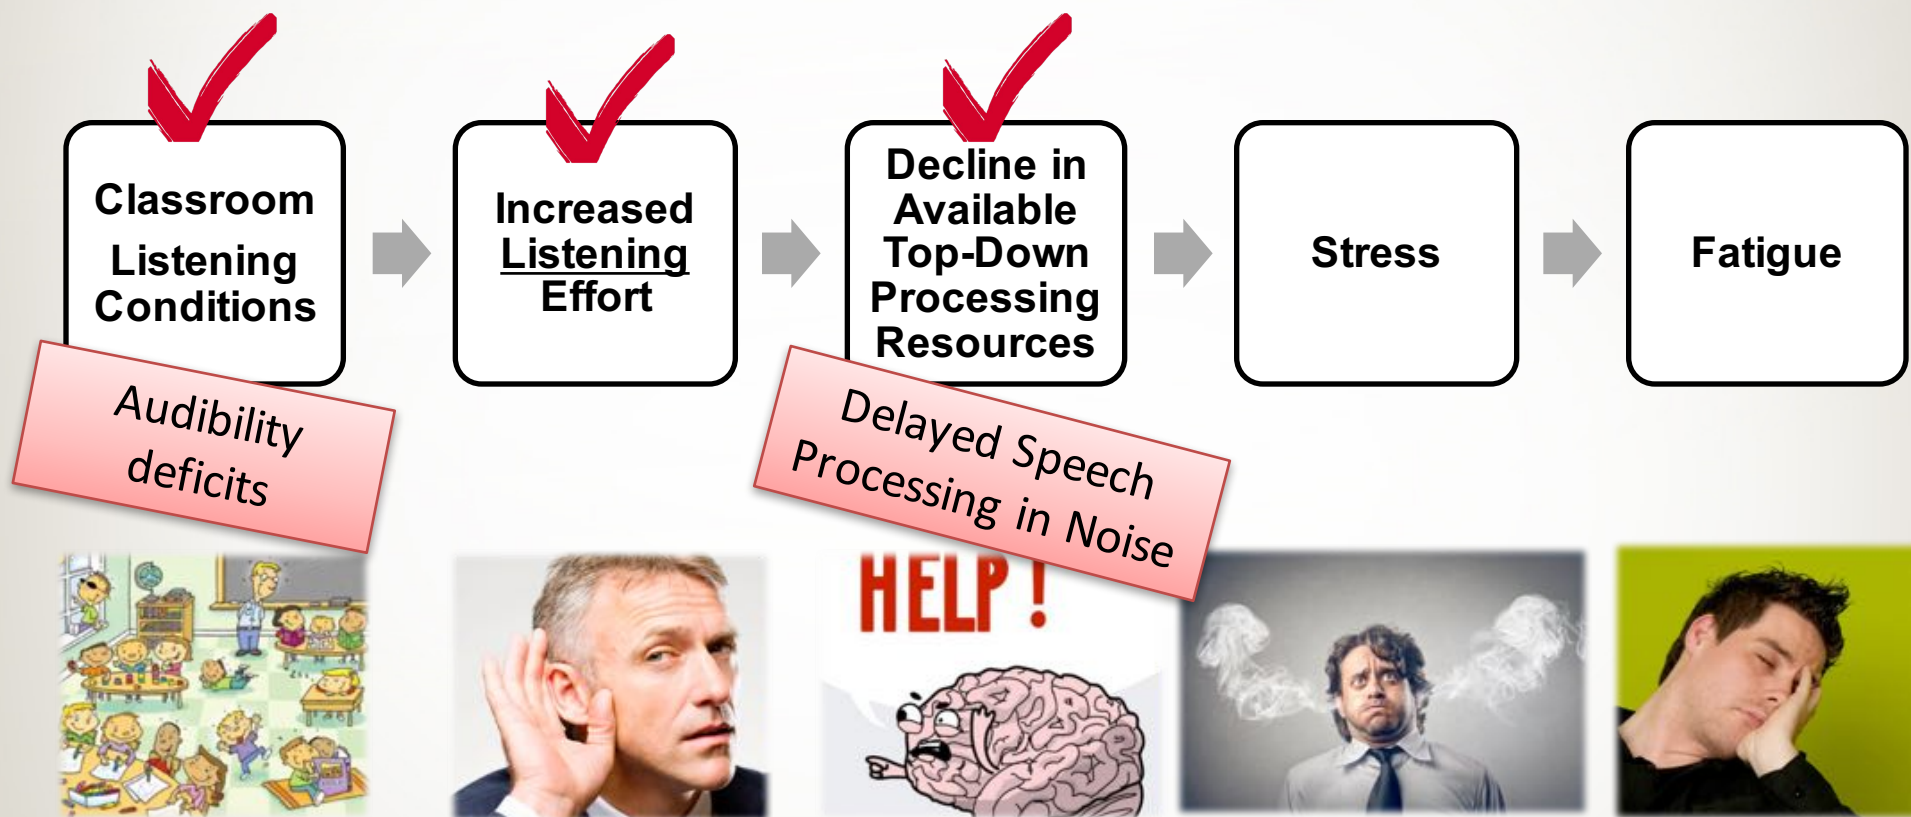 Classroom
Listening
Conditions
Increased
Listening
Effort
Decline in
Available
Top-Down
Processing
Resources
Stress
Fatigue
Audibility
deficits
Delayed Speech
Processing in Noise
HELP !